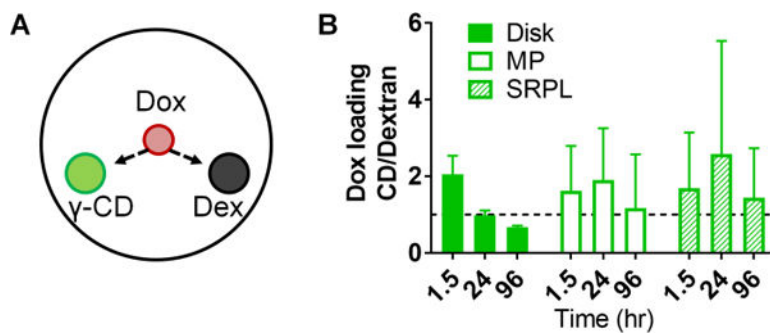 A
Dox
γ-CD
Dex
B
Dox loading
CD/Dextran
6
4
2
0
Disk
MP
SRPL
1.5 24 96 1.5 24 96 1.5 24 96
Time (hr)